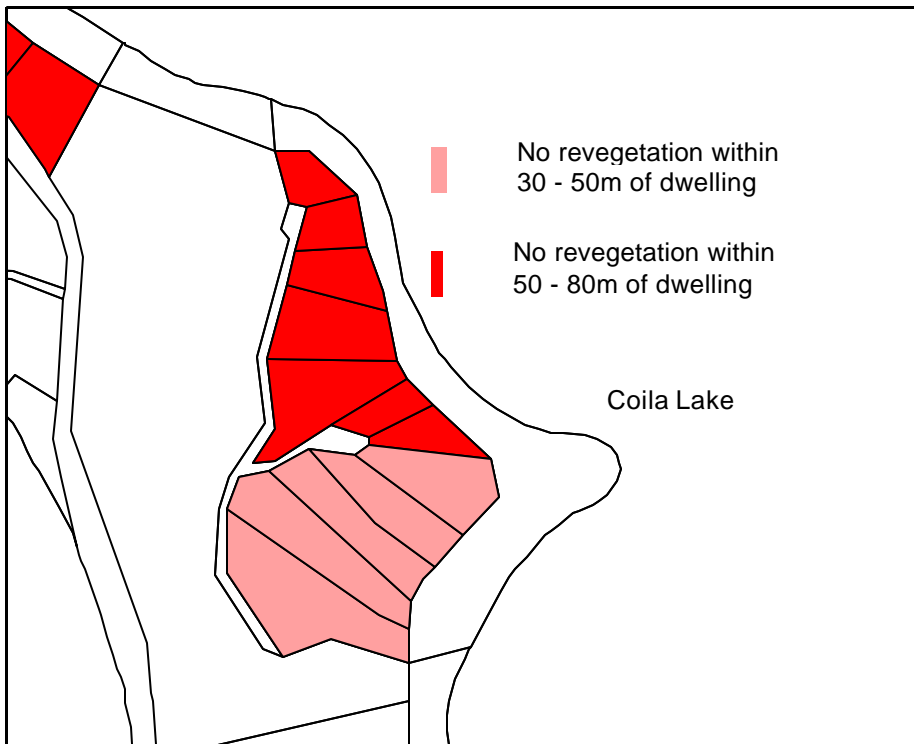 No revegetation within
30 - 50m of dwelling
No revegetation within
50 - 80m of dwelling
Coila Lake